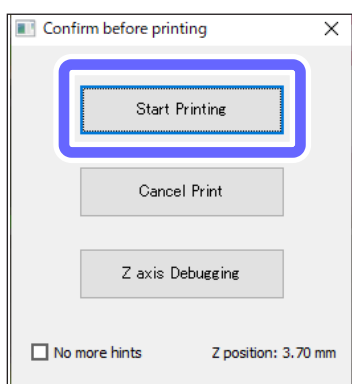 Confirm before printing
Start Printing
Cancel Print
Z axis Debugging
No more hints Z position: 3.70 mm